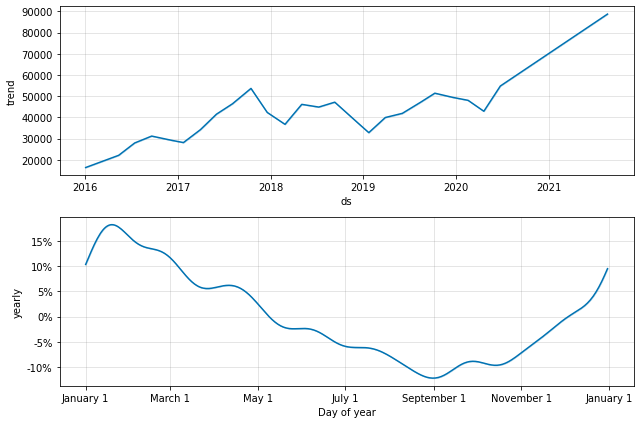 90000
80000
70000
60000
50000
40000
30000
20000
trend
2016 2017 2018 2019 2020 2021
ds
15%
10%
5%
0%
-5%
-10%
yearly
January 1 March 1 May 1 July 1 September 1 November 1 January 1
Day of year